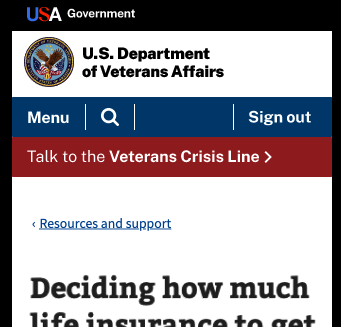 USA Government
U.S. Department
of Veterans Affairs
Menu
Sign out
Talk to the Veterans Crisis Line >
‹ Resources and support
Deciding how much
life insurance to get